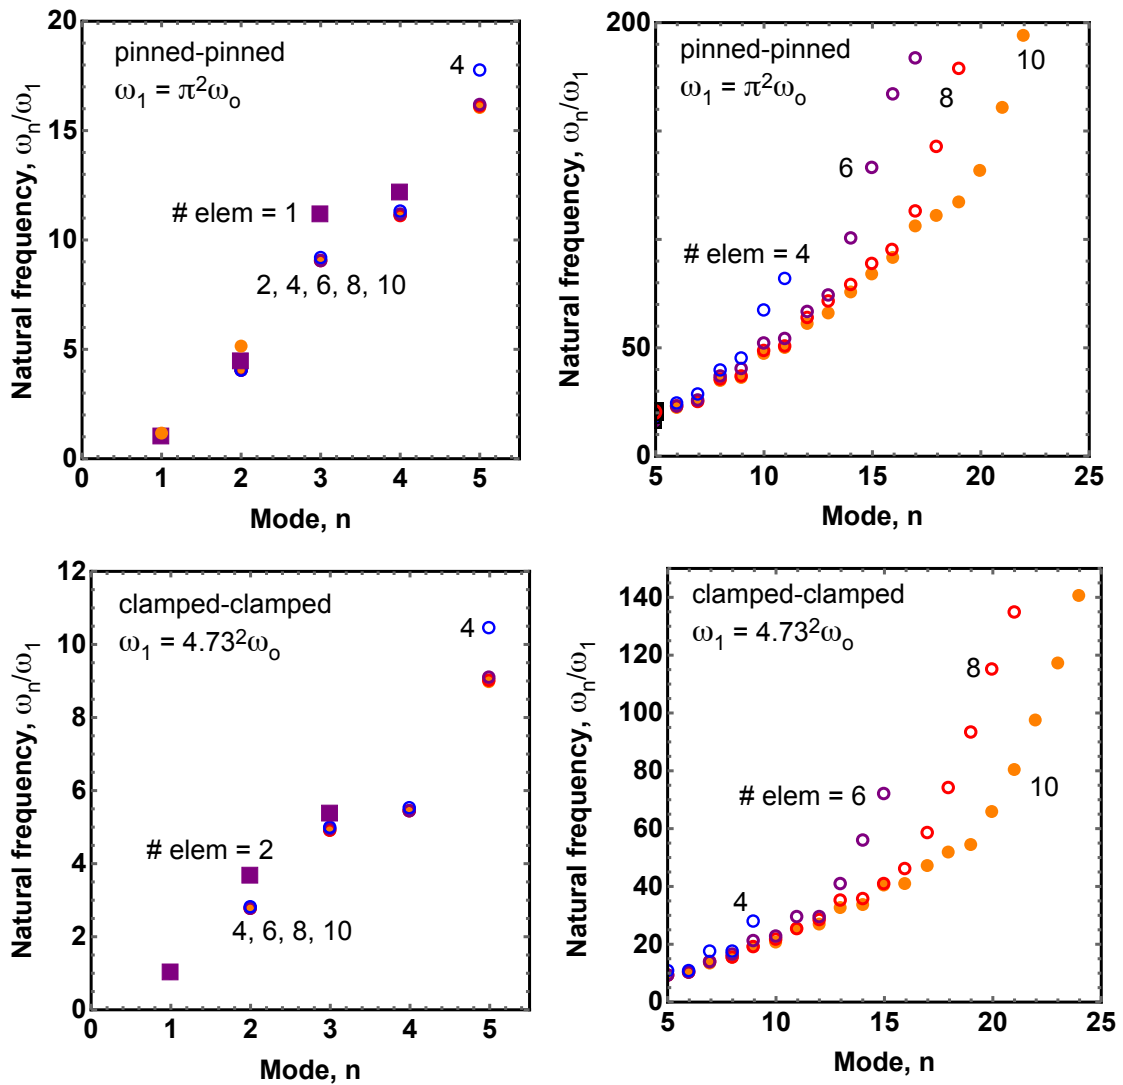 20
15
10
5
0
0
1
2
3
4
5
Natural frequency, ωn/ω1
Mode, n
pinned-pinned
ω1 = π²ωo
4
# elem = 1
2, 4, 6, 8, 10
200
50
0
5
10
15
20
25
Natural frequency, ωn/ω1
Mode, n
pinned-pinned
ω1 = π²ωo
10
8
6
# elem = 4
12
10
8
6
4
2
0
0
1
2
3
4
5
Natural frequency, ωn/ω1
Mode, n
clamped-clamped
ω1 = 4.73²ωo
4
# elem = 2
4, 6, 8, 10
140
120
100
80
60
40
20
0
5
10
15
20
25
Natural frequency, ωn/ω1
Mode, n
clamped-clamped
ω1 = 4.73²ωo
8
# elem = 6
10
4